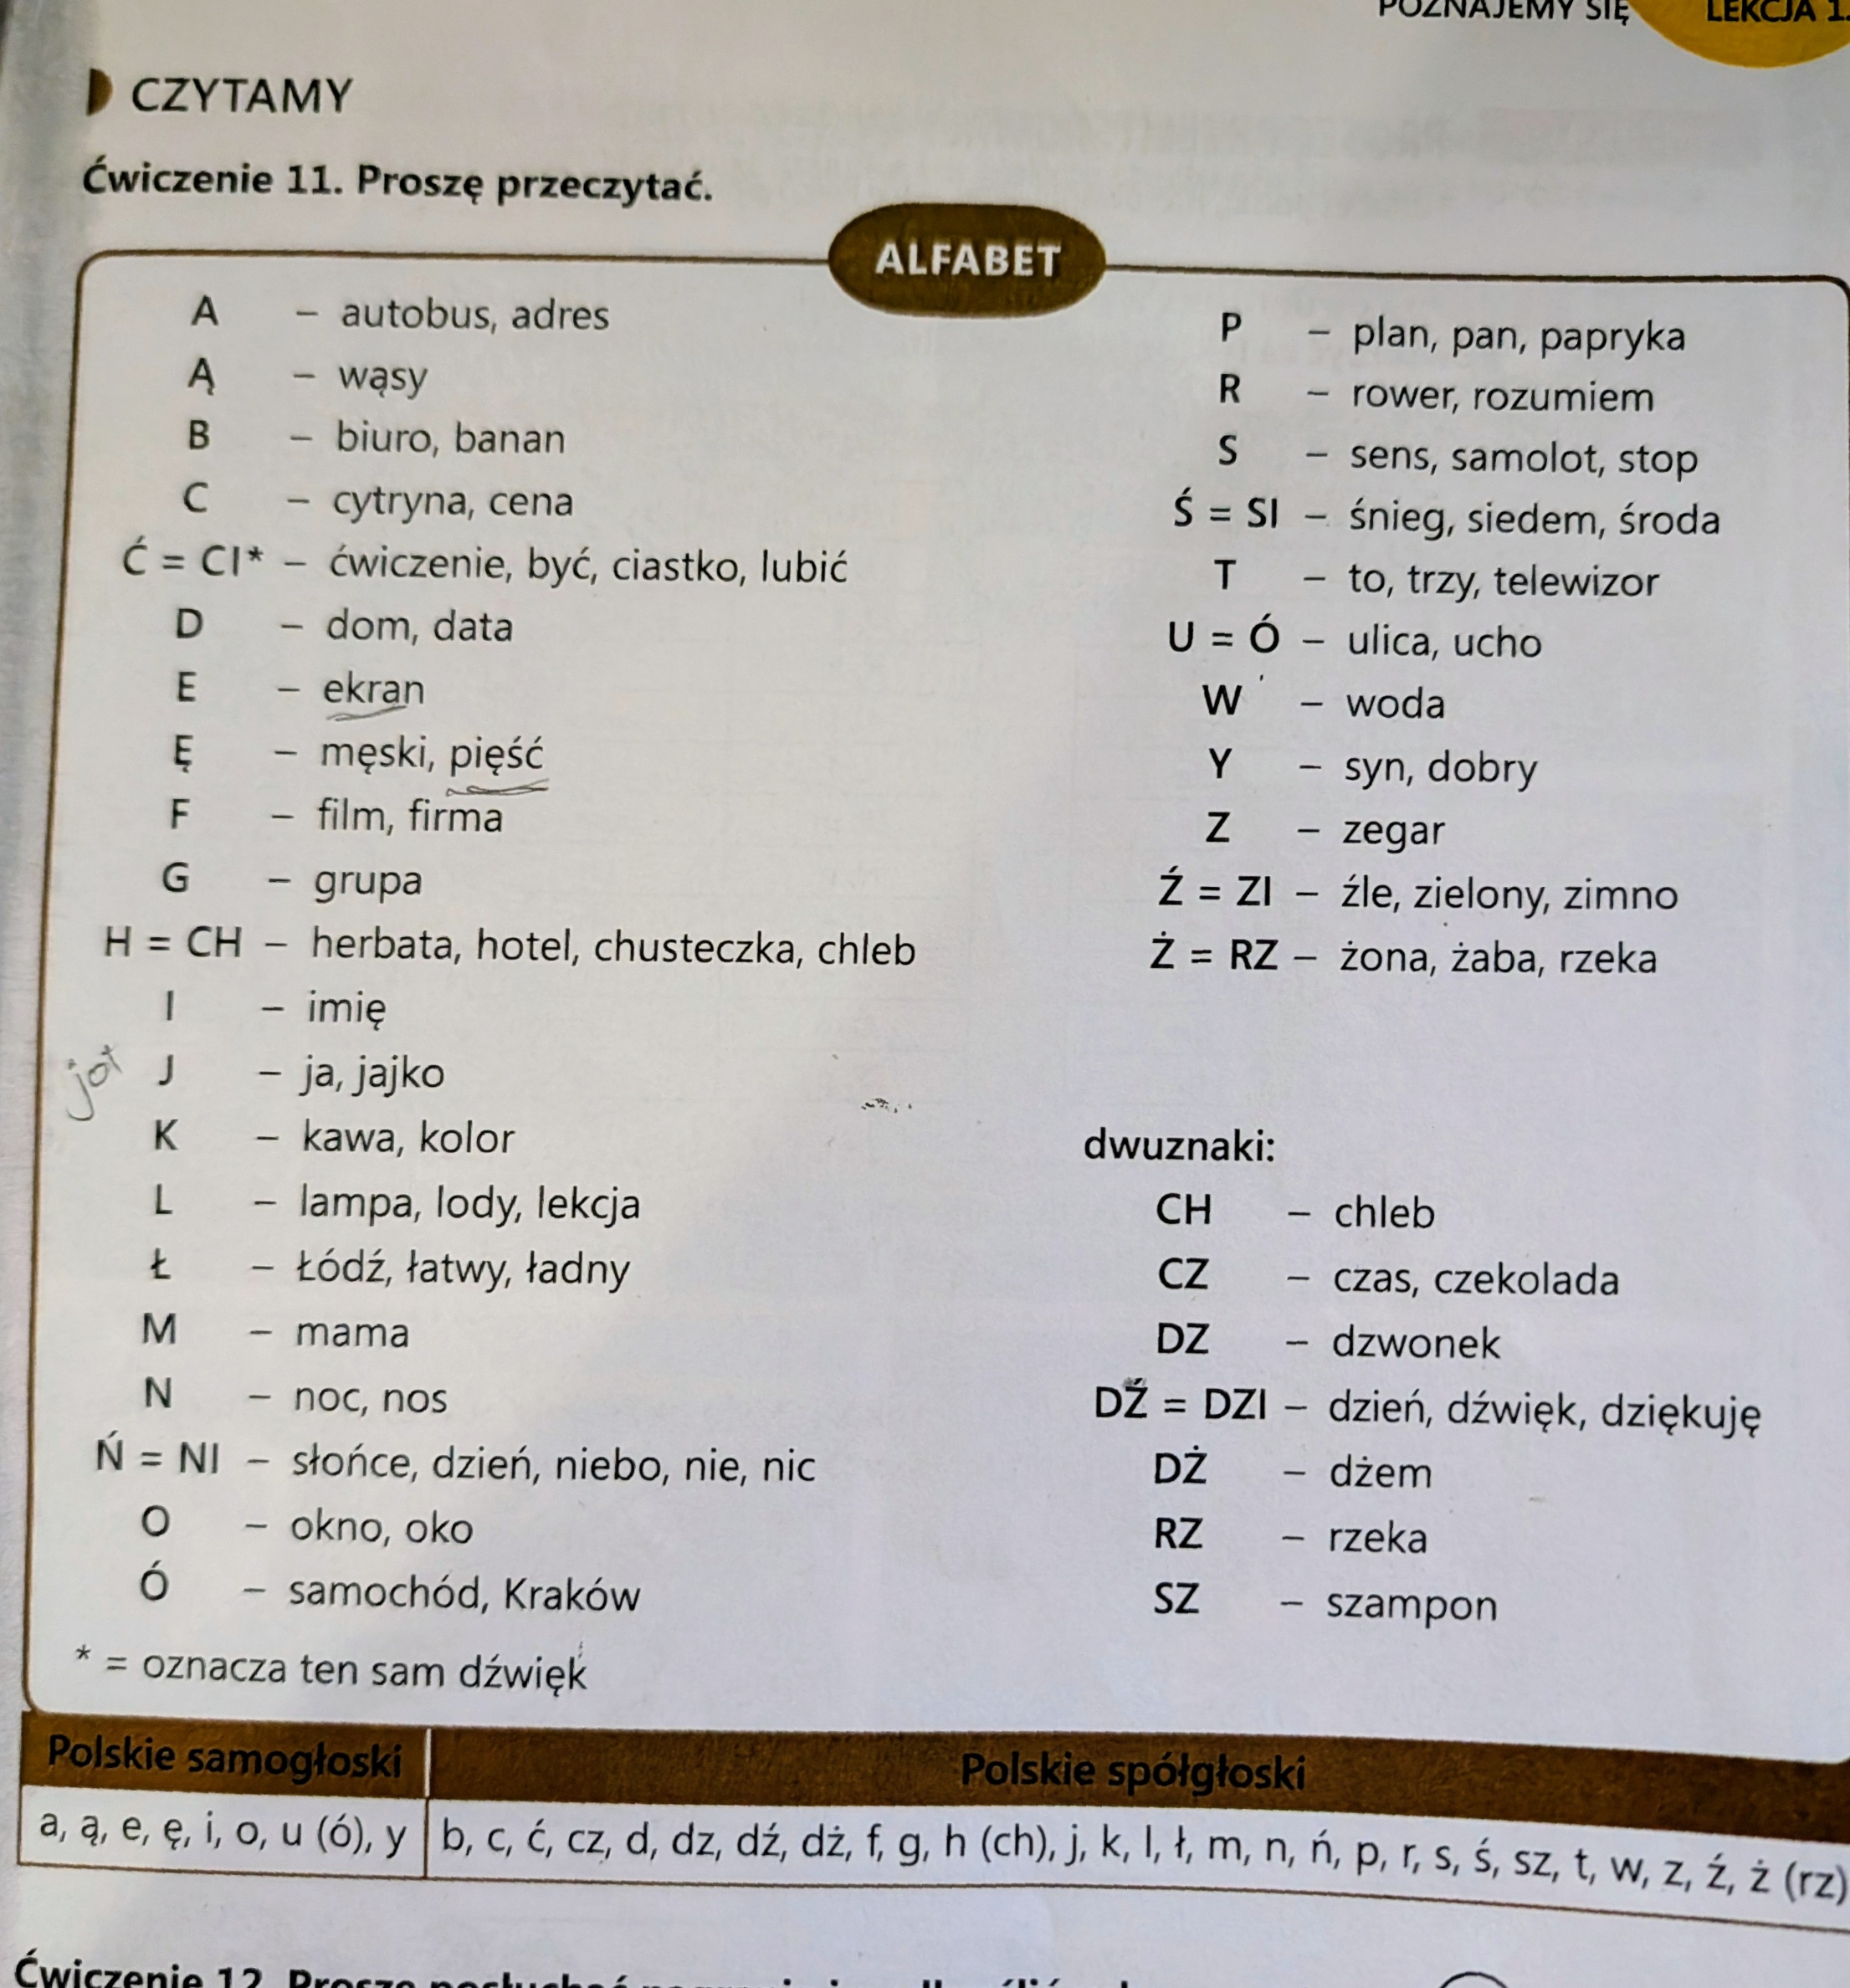 POZNAJEMY SIĘ LEKCJA 1.
CZYTAMY
Ćwiczenie 11. Proszę przeczytać.
ALFABET
A – autobus, adres
Ą – wąsy
B – biuro, banan
C – cytryna, cena
Ć = CI* – ćwiczenie, być, ciastko, lubić
D – dom, data
E – ekran
Ę – męski, pięść
F – film, firma
G – grupa
H = CH – herbata, hotel, chusteczka, chleb
I – imię
jot J – ja, jajko
K – kawa, kolor
L – lampa, lody, lekcja
Ł – Łódź, łatwy, ładny
M – mama
N – noc, nos
Ń = NI – słońce, dzień, niebo, nie, nic
O – okno, oko
Ó – samochód, Kraków
* = oznacza ten sam dźwięk
P – plan, pan, papryka
R – rower, rozumiem
S – sens, samolot, stop
Ś = SI – śnieg, siedem, środa
T – to, trzy, telewizor
U = Ó – ulica, ucho
W – woda
Y – syn, dobry
Z – zegar
Ź = ZI – źle, zielony, zimno
Ż = RZ – żona, żaba, rzeka
dwuznaki:
CH – chleb
CZ – czas, czekolada
DZ – dzwonek
DŹ = DZI – dzień, dźwięk, dziękuję
DŻ – dżem
RZ – rzeka
SZ – szampon
Polskie samogłoski
a, ą, e, ę, i, o, u (ó), y
Polskie spółgłoski
b, c, ć, cz, d, dz, dź, dż, f, g, h (ch), j, k, l, ł, m, n, ń, p, r, s, ś, sz, t, w, z, ź, ż (rz)
Ćwiczenie 12. Proszę posłuchać